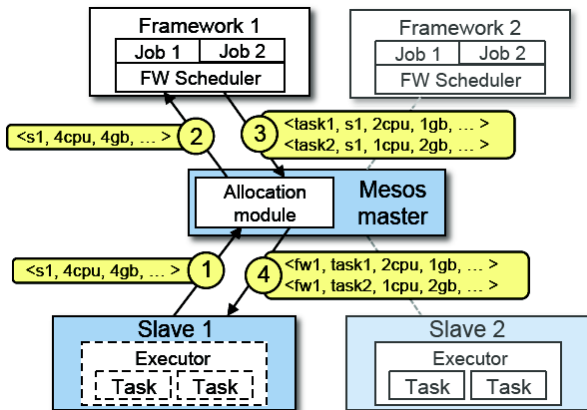 Framework 1
Job 1 Job 2
FW Scheduler
Framework 2
Job 1 Job 2
FW Scheduler
<s1, 4cpu, 4gb, ... >
2
3
<task1, s1, 2cpu, 1gb, ... >
<task2, s1, 1cpu, 2gb, ... >
Allocation
module
Mesos
master
<s1, 4cpu, 4gb, ... >
1
4
<fw1, task1, 2cpu, 1gb, ... >
<fw1, task2, 1cpu, 2gb, ... >
Slave 1
Executor
Task Task
Slave 2
Executor
Task Task